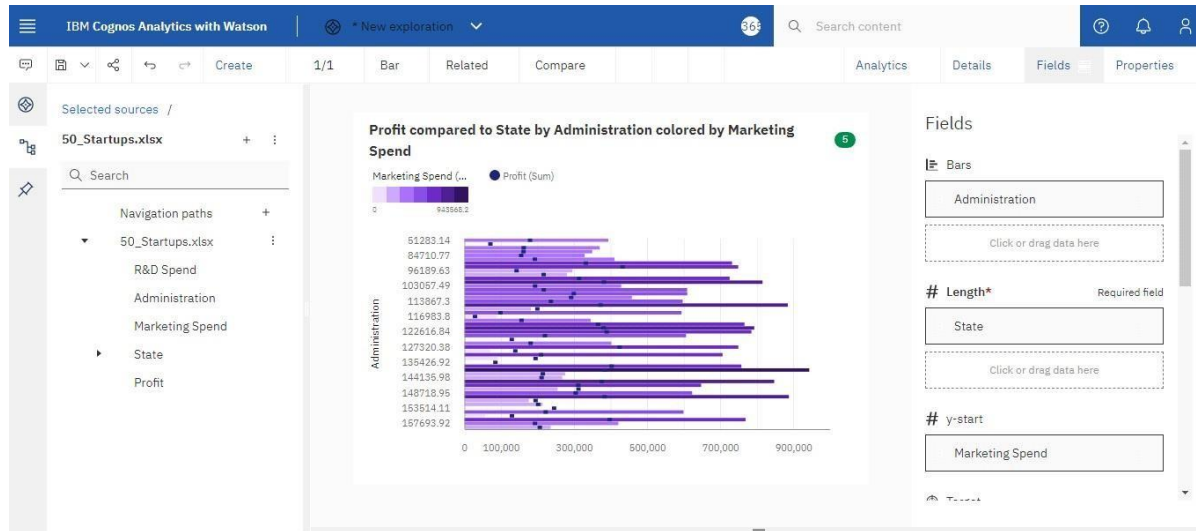 IBM Cognos Analytics with Watson
* New exploration
Search content
Create
1/1
Bar
Related
Compare
Analytics
Details
Fields
Properties
Selected sources /
50_Startups.xlsx
Search
Navigation paths
50_Startups.xlsx
R&D Spend
Administration
Marketing Spend
State
Profit
Profit compared to State by Administration colored by Marketing
Spend
5
Marketing Spend (...
Profit (Sum)
0
943565.2
Administration
51283.14
84710.77
96189.63
103057.49
113867.3
116983.8
122616.84
127320.38
135426.92
144135.98
148718.95
153514.11
157693.92
0 100,000 300,000 500,000 700,000 900,000
Fields
Bars
Administration
Click or drag data here
# Length*
Required field
State
Click or drag data here
# y-start
Marketing Spend